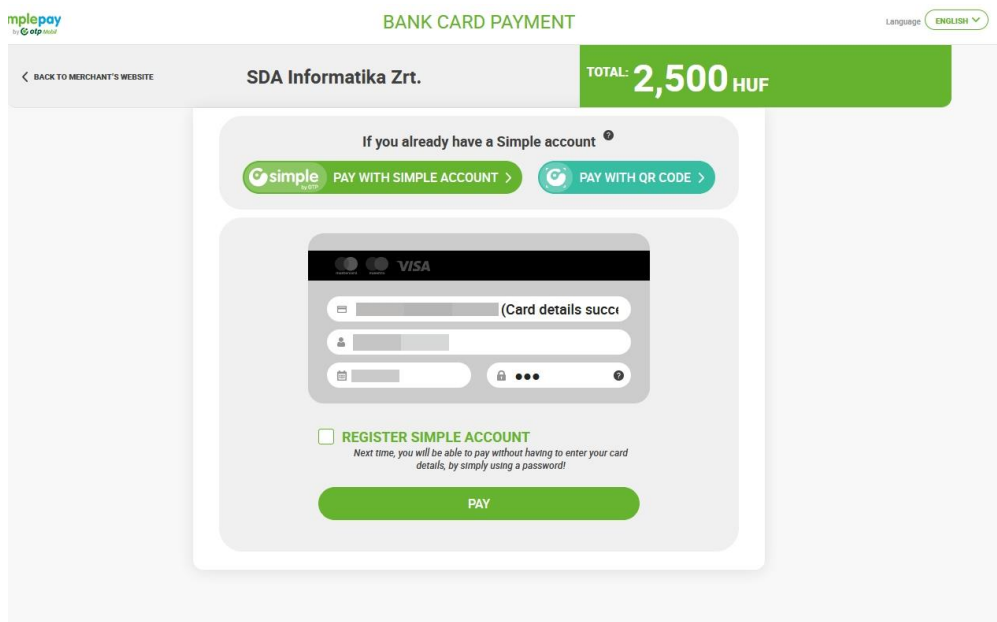 mplepay
by otp Mobil
BANK CARD PAYMENT
Language ENGLISH
BACK TO MERCHANT'S WEBSITE
SDA Informatika Zrt.
TOTAL: 2,500 HUF
If you already have a Simple account ?
simple by OTP PAY WITH SIMPLE ACCOUNT >
PAY WITH QR CODE >
mastercard maestro VISA
(Card details succe
?
REGISTER SIMPLE ACCOUNT
Next time, you will be able to pay without having to enter your card
details, by simply using a password!
PAY